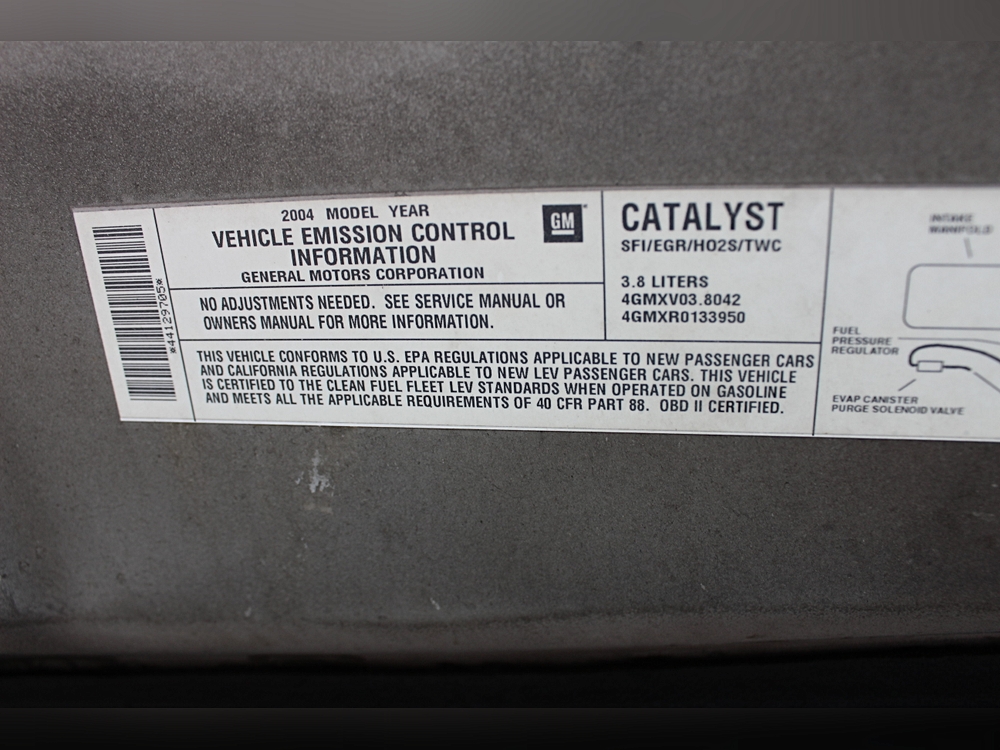 *44129705*
2004 MODEL YEAR
VEHICLE EMISSION CONTROL
INFORMATION
GENERAL MOTORS CORPORATION
GM
NO ADJUSTMENTS NEEDED. SEE SERVICE MANUAL OR
OWNERS MANUAL FOR MORE INFORMATION.
CATALYST
SFI/EGR/HO2S/TWC
3.8 LITERS
4GMXV03.8042
4GMXR0133950
THIS VEHICLE CONFORMS TO U.S. EPA REGULATIONS APPLICABLE TO NEW PASSENGER CARS
AND CALIFORNIA REGULATIONS APPLICABLE TO NEW LEV PASSENGER CARS. THIS VEHICLE
IS CERTIFIED TO THE CLEAN FUEL FLEET LEV STANDARDS WHEN OPERATED ON GASOLINE
AND MEETS ALL THE APPLICABLE REQUIREMENTS OF 40 CFR PART 88. OBD II CERTIFIED.
INTAKE
MANIFOLD
FUEL
PRESSURE
REGULATOR
EVAP CANISTER
PURGE SOLENOID VALVE